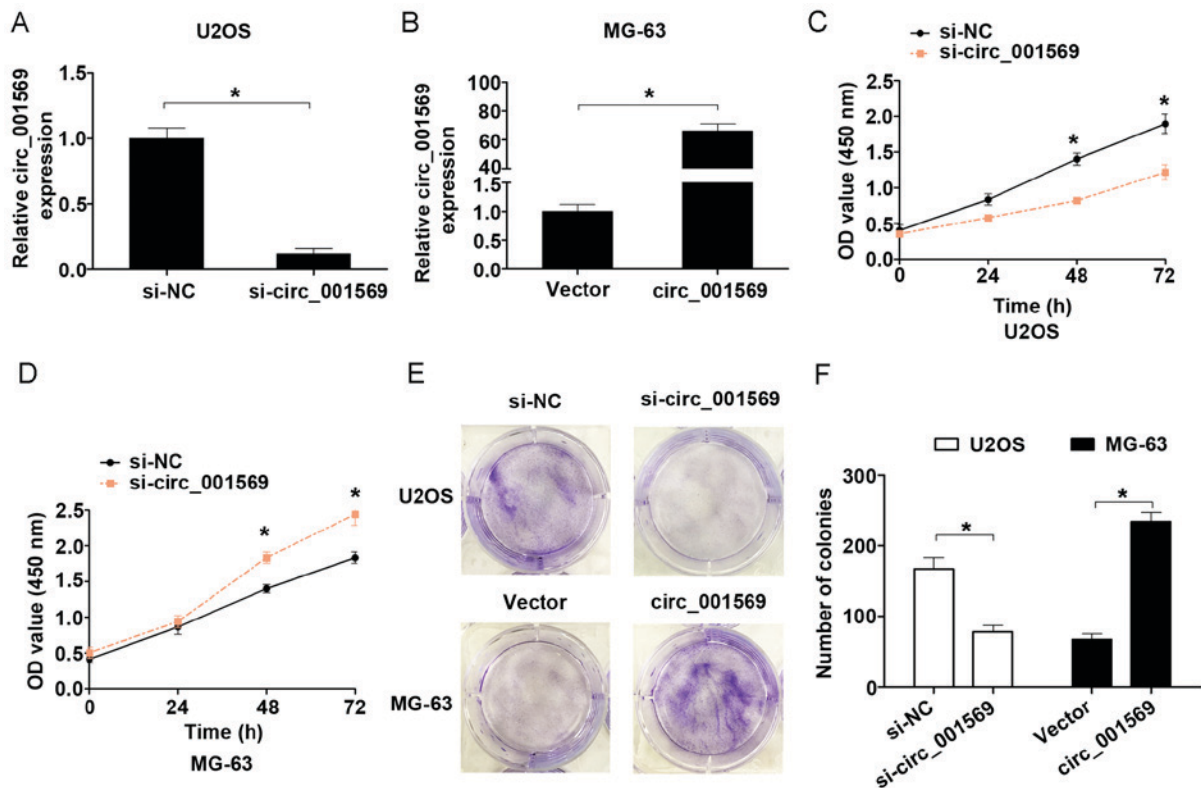 A
U2OS
Relative circ_001569
expression
1.5
1.0
0.5
0.0
*
si-NC
si-circ_001569
B
MG-63
Relative circ_001569
expression
100
80
60
40
1.5
1.0
0.5
0.0
*
Vector
circ_001569
C
si-NC
si-circ_001569
OD value (450 nm)
2.5
2.0
1.5
1.0
0.5
0.0
*
*
0
24
48
72
Time (h)
U2OS
D
si-NC
si-circ_001569
OD value (450 nm)
2.5
2.0
1.5
1.0
0.5
0.0
*
*
0
24
48
72
Time (h)
MG-63
E
si-NC
si-circ_001569
U2OS
Vector
circ_001569
MG-63
F
U2OS
MG-63
Number of colonies
300
200
100
0
*
*
si-NC
si-circ_001569
Vector
circ_001569